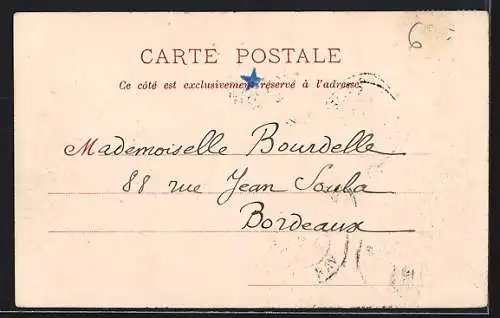 6
CARTE POSTALE
Ce côté est exclusivement réservé à l'adresse.
Mademoiselle Bourdelle
88 rue Jean Soula
Bordeaux